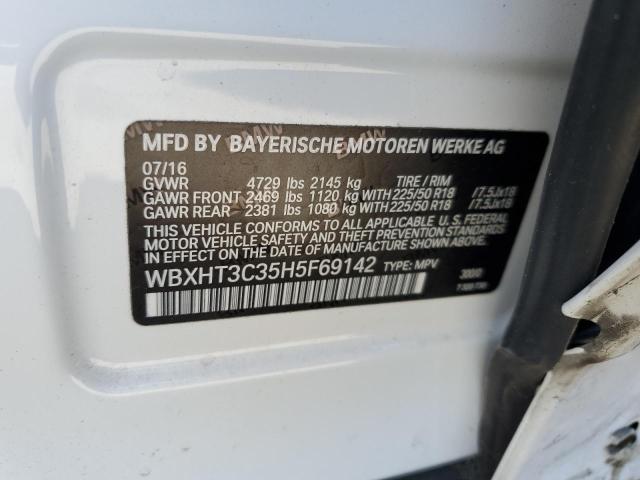 MFD BY BAYERISCHE MOTOREN WERKE AG
07/16
GVWR 4729 lbs 2145 kg TIRE / RIM
GAWR FRONT 2469 lbs 1120 kg WITH 225/50 R18 /7.5Jx18
GAWR REAR 2381 lbs 1080 kg WITH 225/50 R18 /7.5Jx18
THIS VEHICLE CONFORMS TO ALL APPLICABLE U.S. FEDERAL
MOTOR VEHICLE SAFETY AND THEFT PREVENTION STANDARDS
IN EFFECT ON THE DATE OF MANUFACTURE SHOWN ABOVE.
WBXHT3C35H5F69142 TYPE: MPV